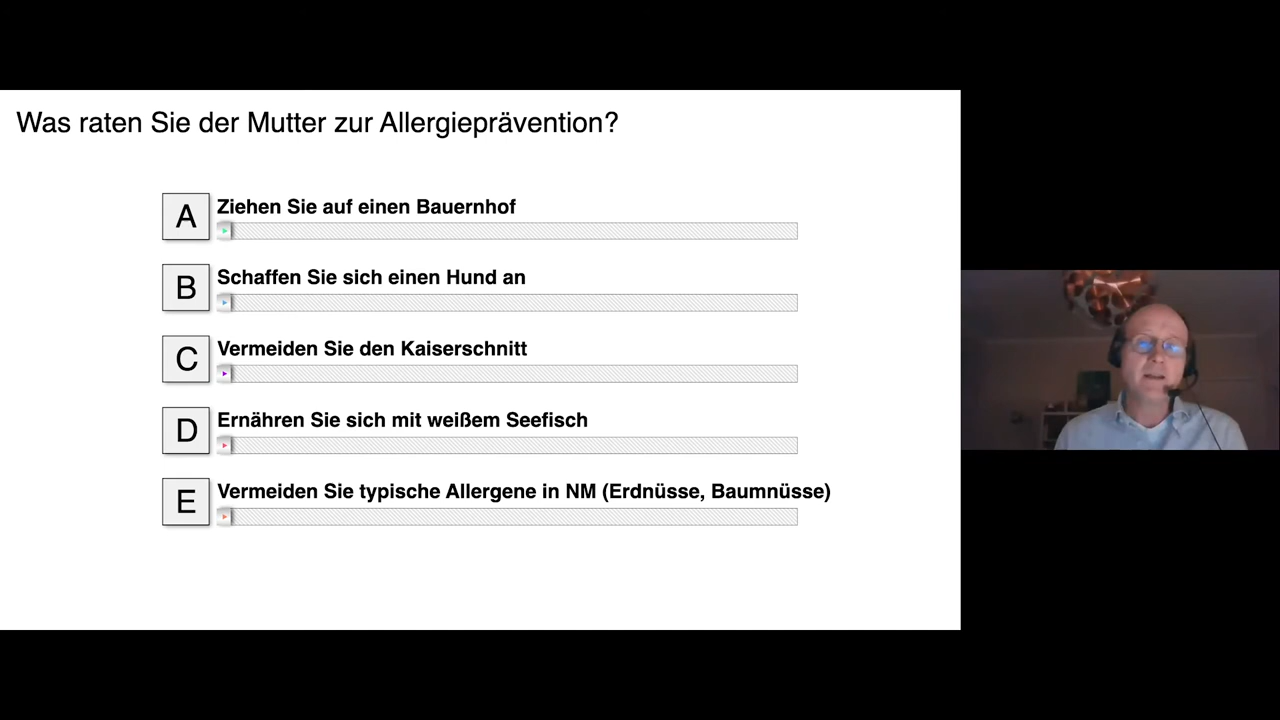 Was raten Sie der Mutter zur Allergieprävention?
A
Ziehen Sie auf einen Bauernhof
B
Schaffen Sie sich einen Hund an
C
Vermeiden Sie den Kaiserschnitt
D
Ernähren Sie sich mit weißem Seefisch
E
Vermeiden Sie typische Allergene in NM (Erdnüsse, Baumnüsse)